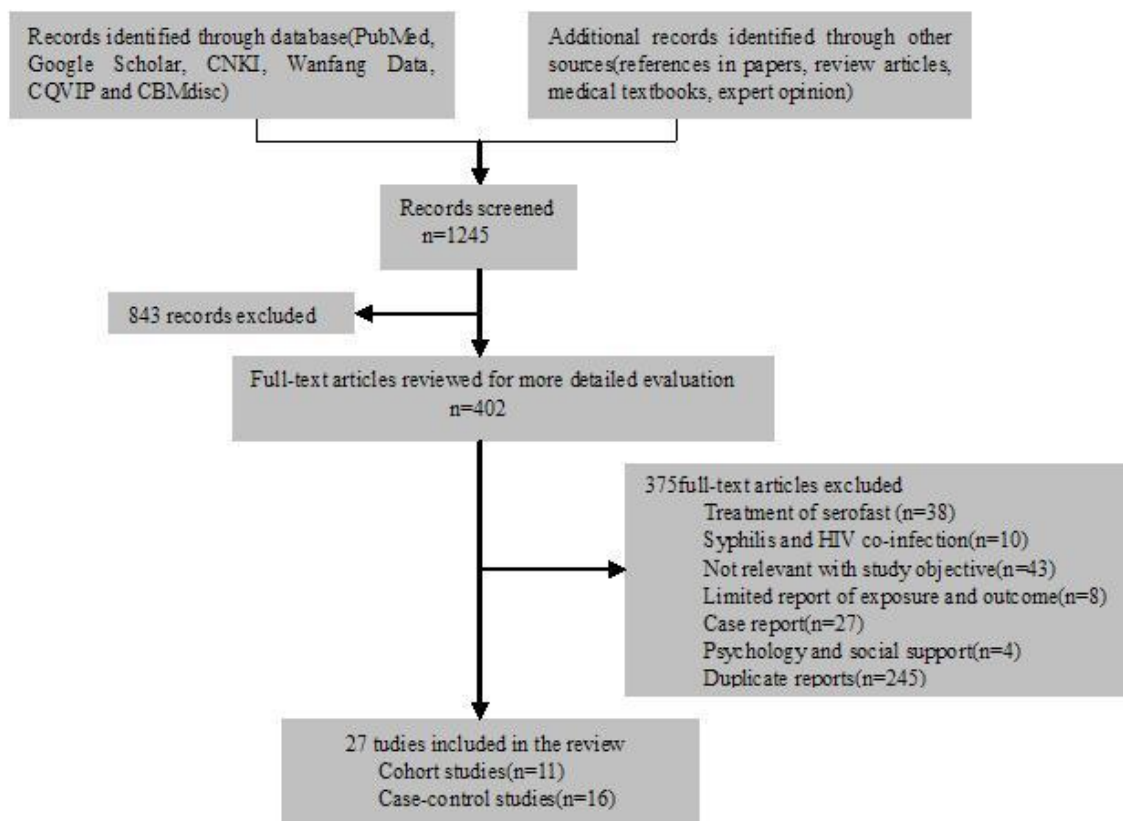 Records identified through database(PubMed,
Google Scholar, CNKI, Wanfang Data,
CQVIP and CBMdisc)
Additional records identified through other
sources(references in papers, review articles,
medical textbooks, expert opinion)
Records screened
n=1245
843 records excluded
Full-text articles reviewed for more detailed evaluation
n=402
375full-text articles excluded
Treatment of serofast (n=38)
Syphilis and HIV co-infection(n=10)
Not relevant with study objective(n=43)
Limited report of exposure and outcome(n=8)
Case report(n=27)
Psychology and social support(n=4)
Duplicate reports(n=245)
27 tudies included in the review
Cohort studies(n=11)
Case-control studies(n=16)